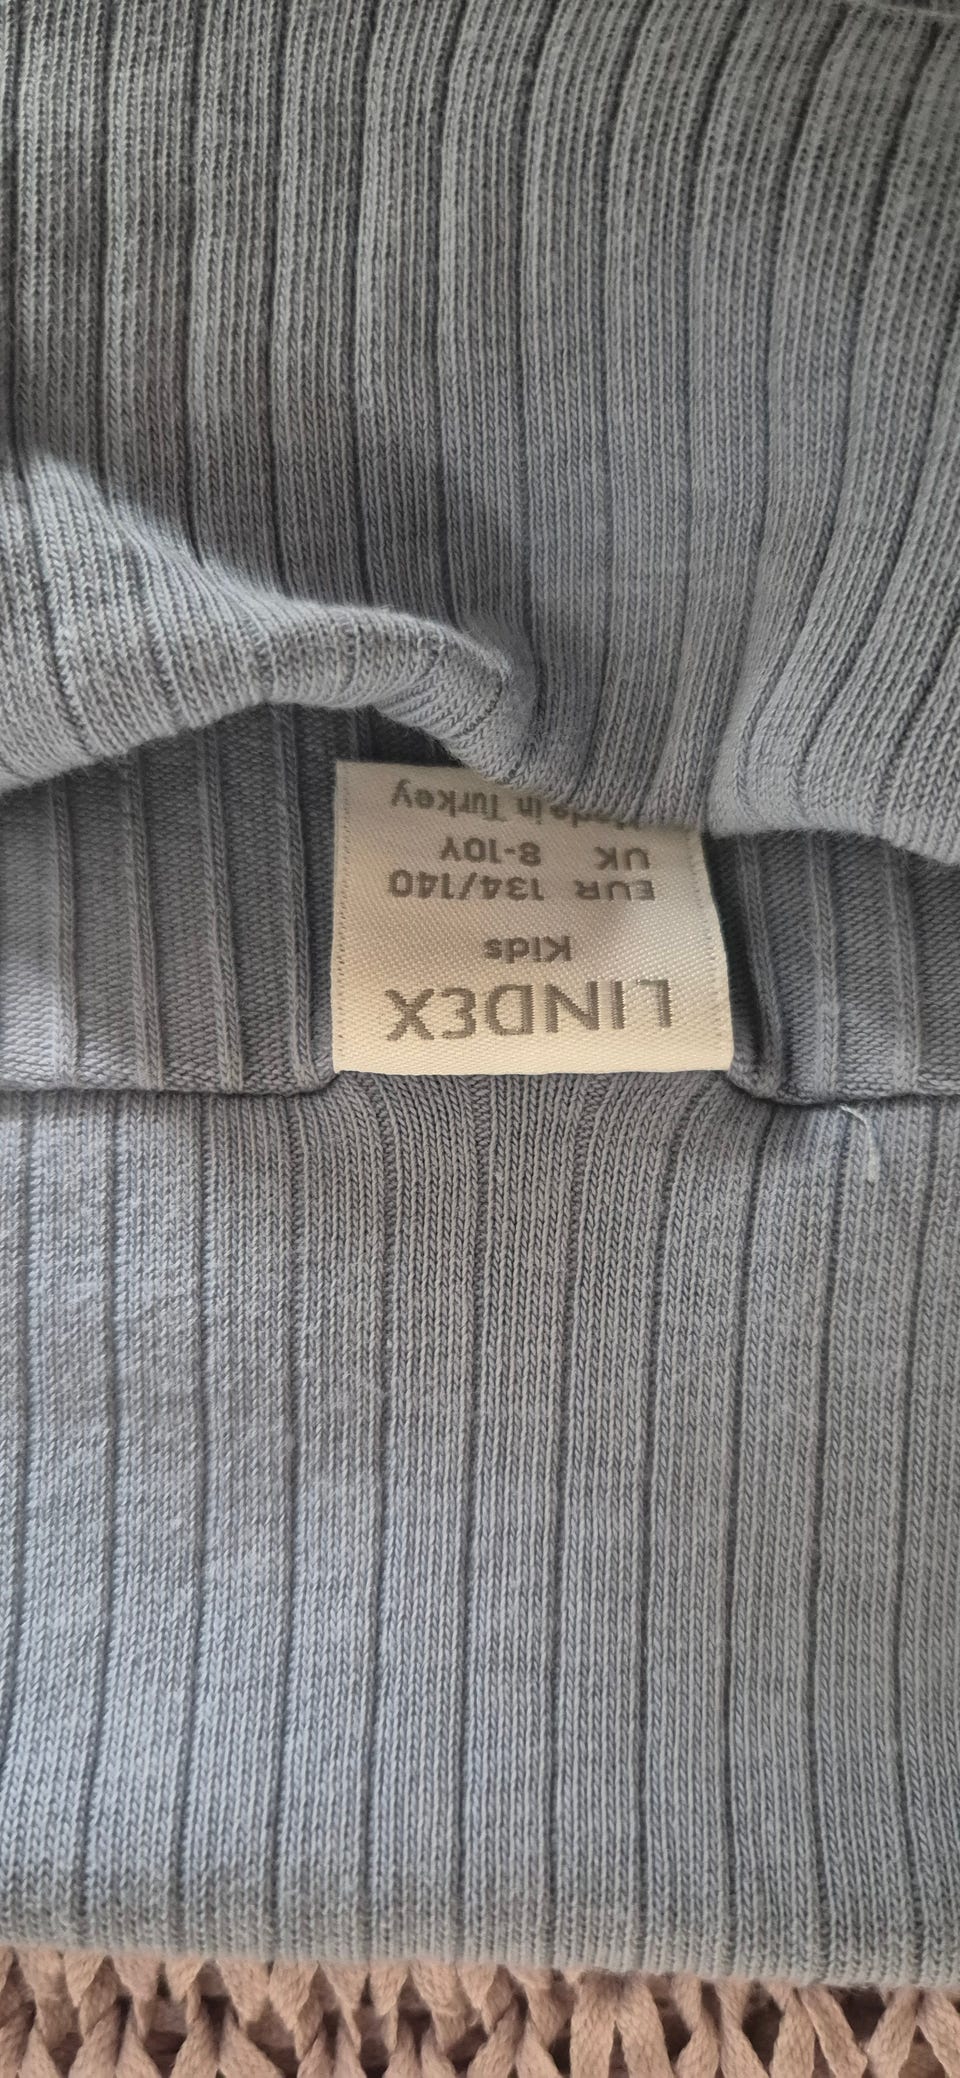 LINDEX
Kids
EUR 134/140
UK 8-10Y
Made in Turkey